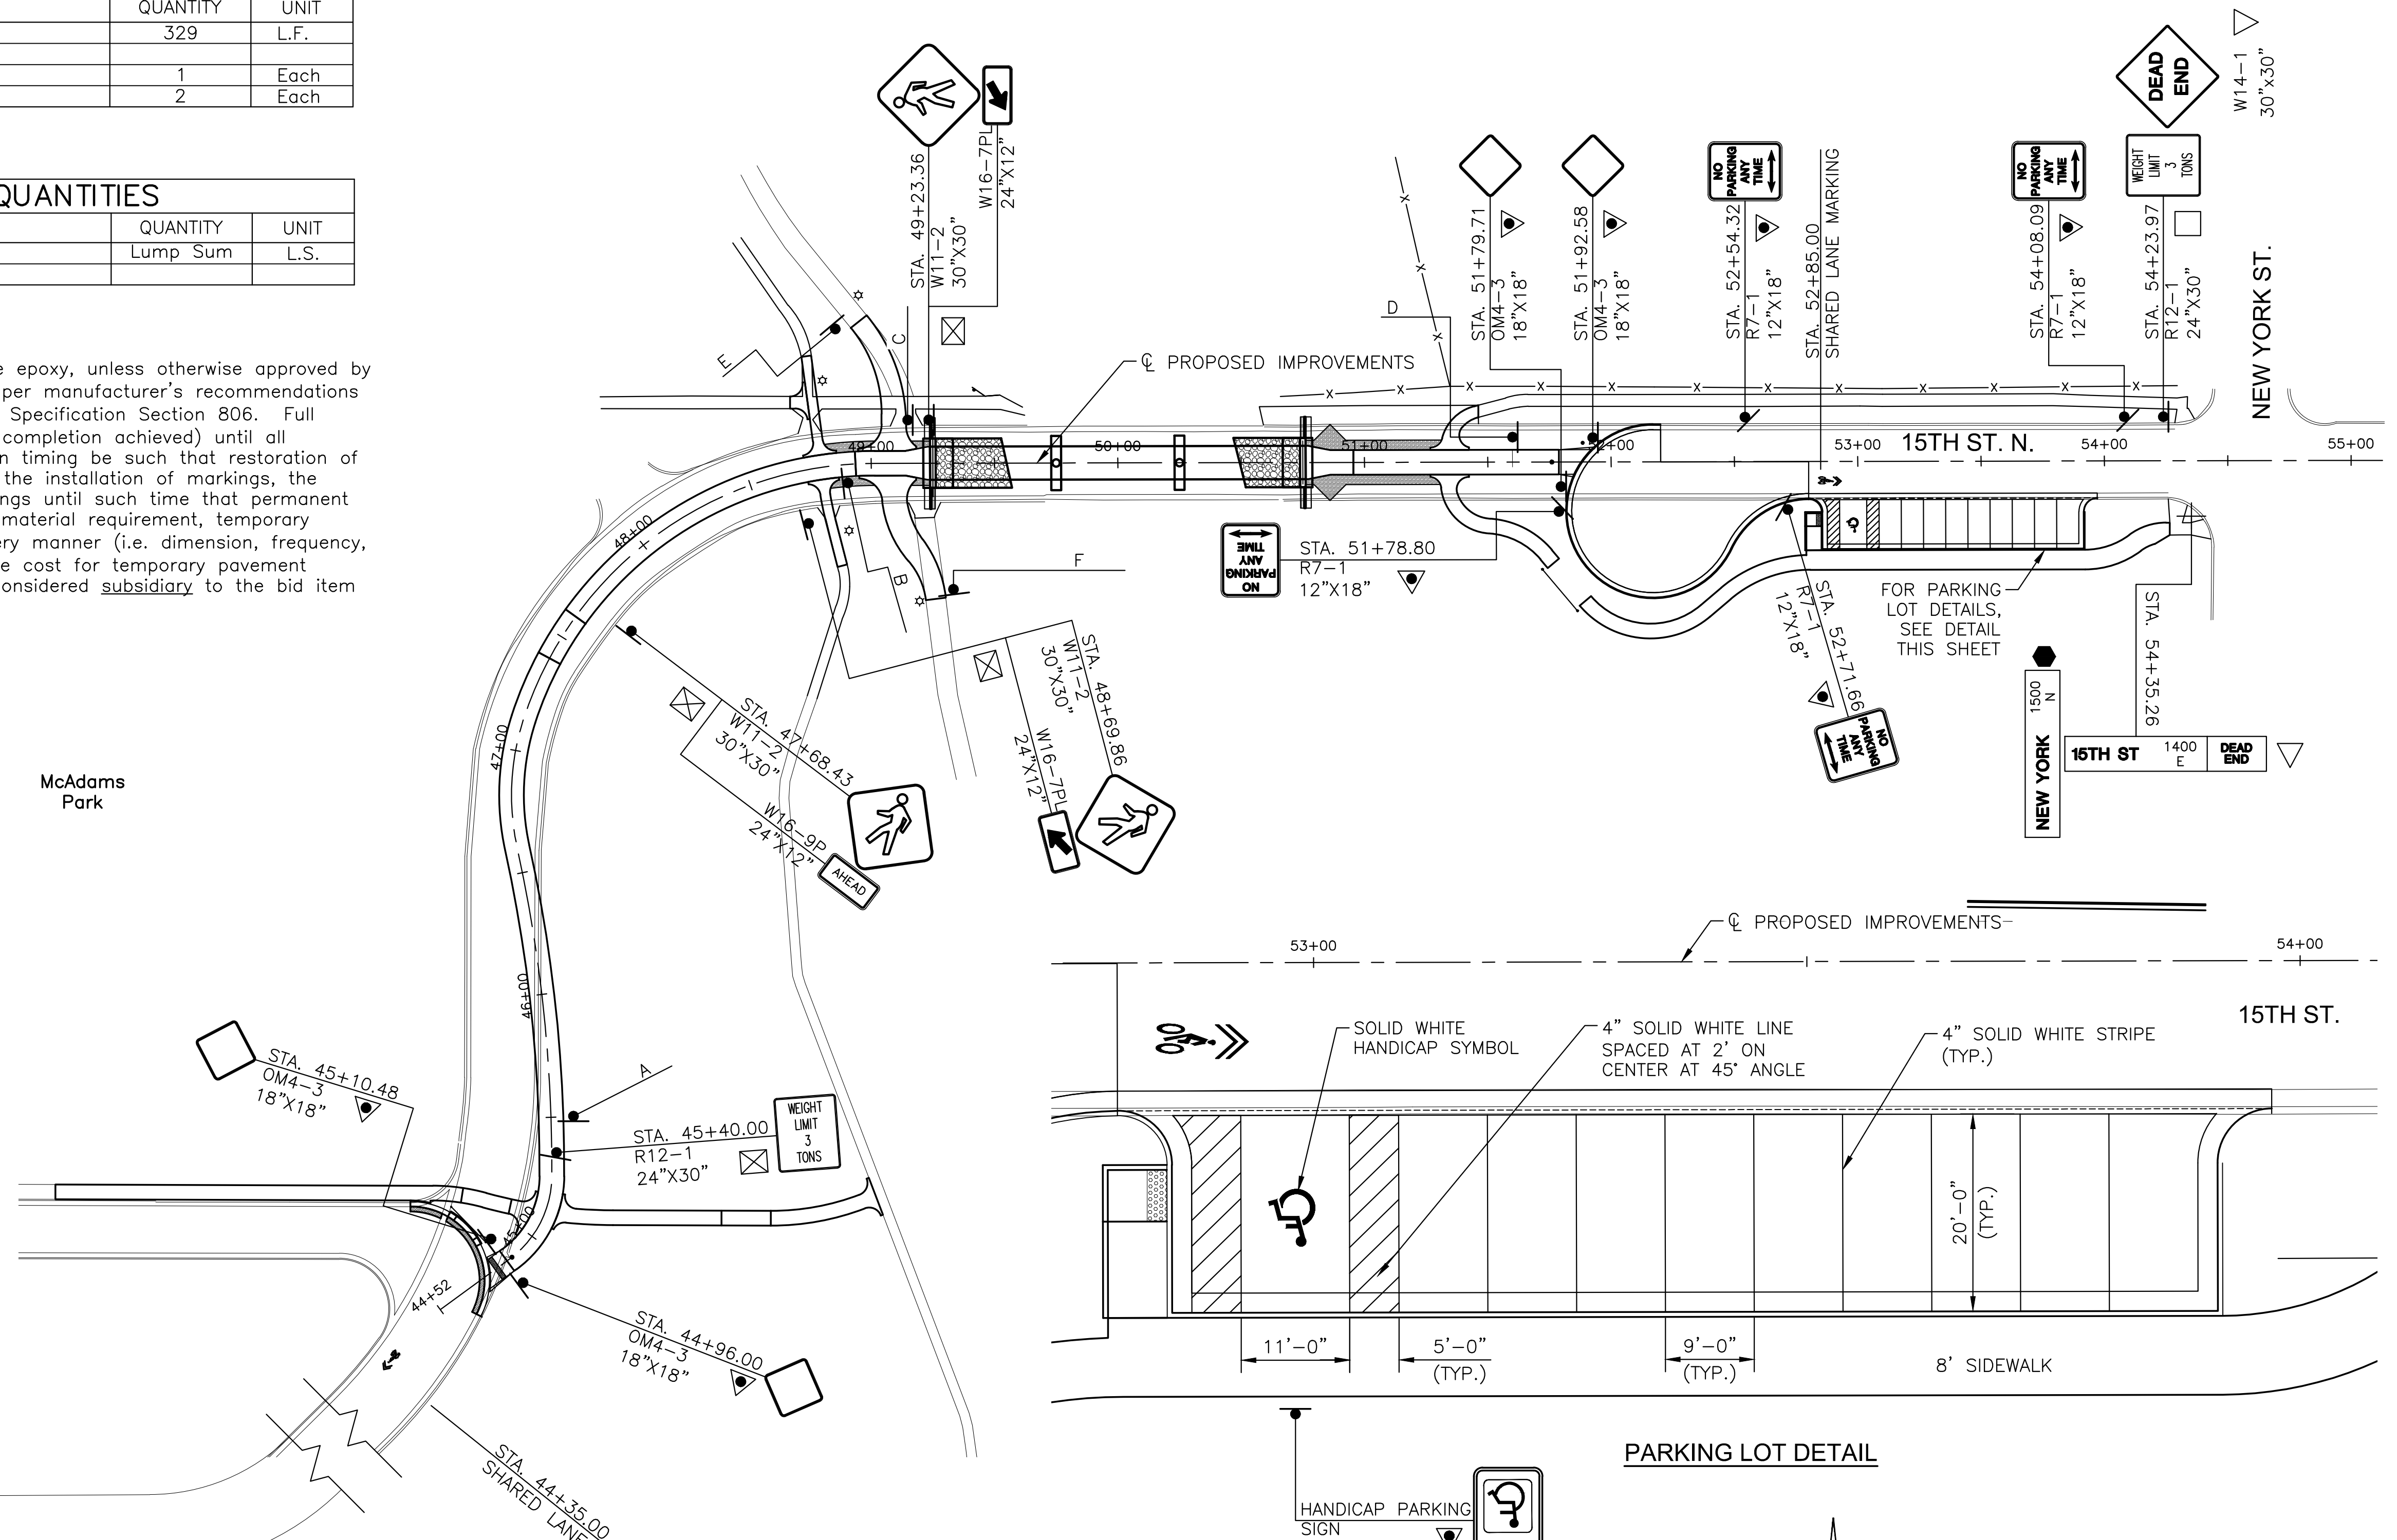 QUANTITY UNIT
329 L.F.
1 Each
2 Each
QUANTITIES
QUANTITY UNIT
Lump Sum L.S.
e epoxy, unless otherwise approved by
per manufacturer's recommendations
Specification Section 806. Full
completion achieved) until all
n timing be such that restoration of
the installation of markings, the
ngs until such time that permanent
material requirement, temporary
ery manner (i.e. dimension, frequency,
e cost for temporary pavement
onsidered subsidiary to the bid item
McAdams
Park
STA. 49+23.36
W11-2
30"X30"
W16-7PL
24"X12"
C
E
B
D
F
A
℄ PROPOSED IMPROVEMENTS
STA. 51+79.71
OM4-3
18"X18"
STA. 51+92.58
OM4-3
18"X18"
NO
PARKING
ANY
TIME
STA. 52+54.32
R7-1
12"X18"
STA. 52+85.00
SHARED LANE MARKING
NO
PARKING
ANY
TIME
STA. 54+08.09
R7-1
12"X18"
DEAD
END
W14-1
30"x30"
WEIGHT
LIMIT
3
TONS
STA. 54+23.97
R12-1
24"X30"
NEW YORK ST.
15TH ST. N.
44+52
45+00
46+00
47+00
48+00
49+00
50+00
51+00
52+00
53+00
54+00
55+00
NO
PARKING
ANY
TIME
STA. 51+78.80
R7-1
12"X18"
STA. 52+71.66
R7-1
12"X18"
NO
PARKING
ANY
TIME
FOR PARKING
LOT DETAILS,
SEE DETAIL
THIS SHEET
STA. 54+35.26
NEW YORK 1500
N
15TH ST 1400
E
DEAD
END
STA. 48+69.86
W11-2
30"X30"
W16-7PL
24"X12"
STA. 47+68.43
W11-2
30"X30"
W16-9P
24"X12"
AHEAD
STA. 45+10.48
OM4-3
18"X18"
STA. 45+40.00
R12-1
24"X30"
WEIGHT
LIMIT
3
TONS
STA. 44+96.00
OM4-3
18"X18"
STA. 44+35.00
SHARED LANE
℄ PROPOSED IMPROVEMENTS
53+00
54+00
15TH ST.
SOLID WHITE
HANDICAP SYMBOL
4" SOLID WHITE LINE
SPACED AT 2' ON
CENTER AT 45° ANGLE
4" SOLID WHITE STRIPE
(TYP.)
20'-0"
(TYP.)
11'-0"
5'-0"
(TYP.)
9'-0"
(TYP.)
8' SIDEWALK
PARKING LOT DETAIL
HANDICAP PARKING
SIGN